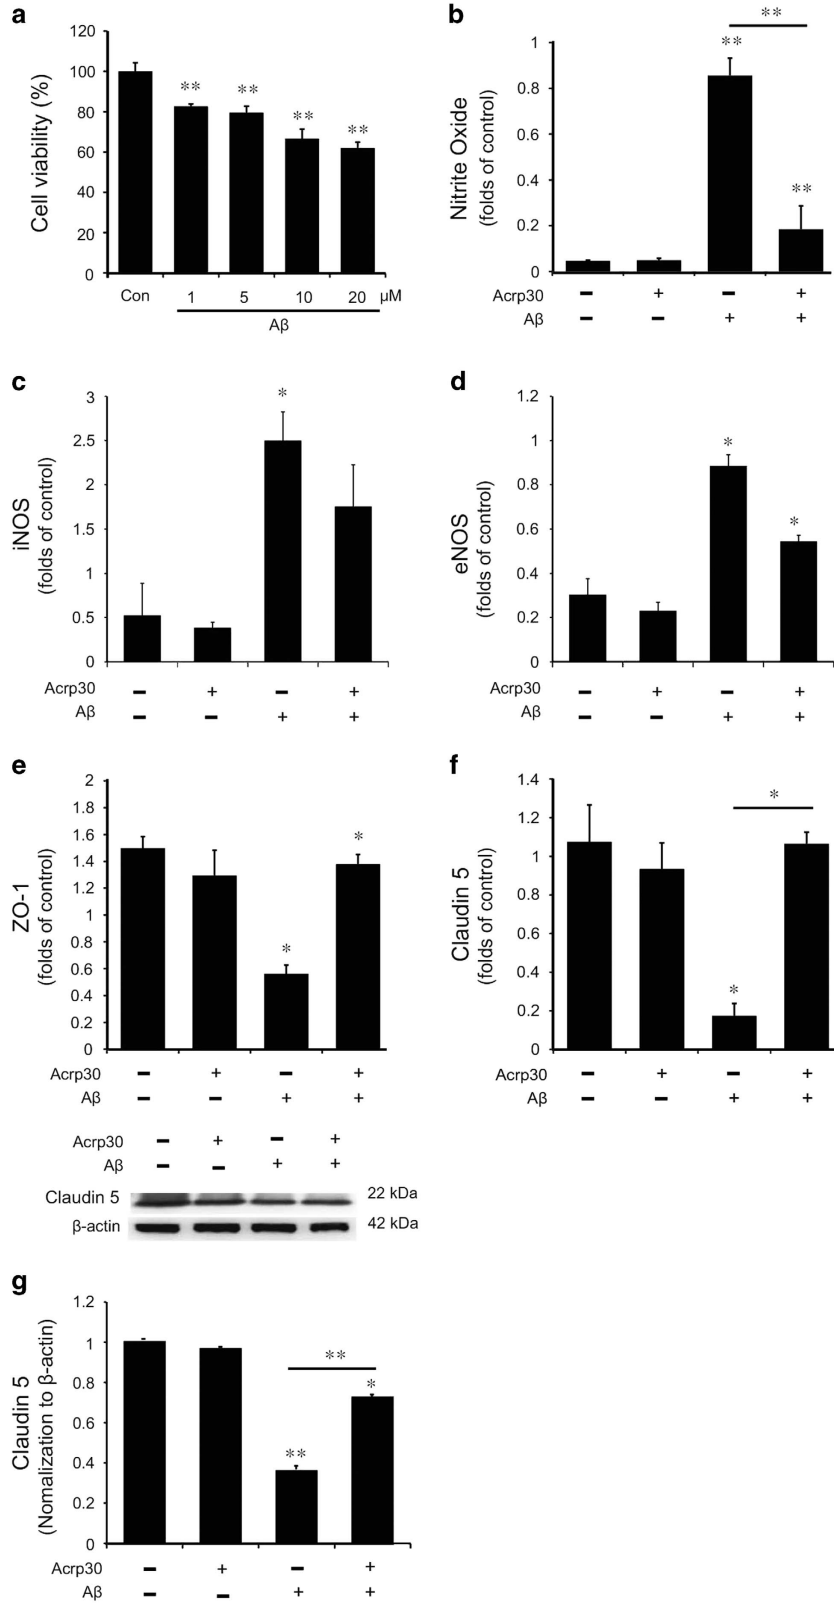 a
120
100
80
60
40
20
0
Cell viability (%)
**
**
**
**
Con
1 5 10 20 μM
Aβ
b
1
0.8
0.6
0.4
0.2
0
Nitrite Oxide
(folds of control)
**
**
**
Acrp30 − + − +
Aβ − − + +
c
3
2.5
2
1.5
1
0.5
0
iNOS
(folds of control)
*
Acrp30 − + − +
Aβ − − + +
d
1.2
1
0.8
0.6
0.4
0.2
0
eNOS
(folds of control)
*
*
Acrp30 − + − +
Aβ − − + +
e
2
1.8
1.6
1.4
1.2
1
0.8
0.6
0.4
0.2
0
ZO-1
(folds of control)
*
*
Acrp30 − + − +
Aβ − − + +
f
1.4
1.2
1
0.8
0.6
0.4
0.2
0
Claudin 5
(folds of control)
*
*
Acrp30 − + − +
Aβ − − + +
Acrp30 − + − +
Aβ − − + +
Claudin 5 22 kDa
β-actin 42 kDa
g
1.2
1
0.8
0.6
0.4
0.2
0
Claudin 5
(Nomalization to β-actin)
**
**
*
Acrp30 − + − +
Aβ − − + +